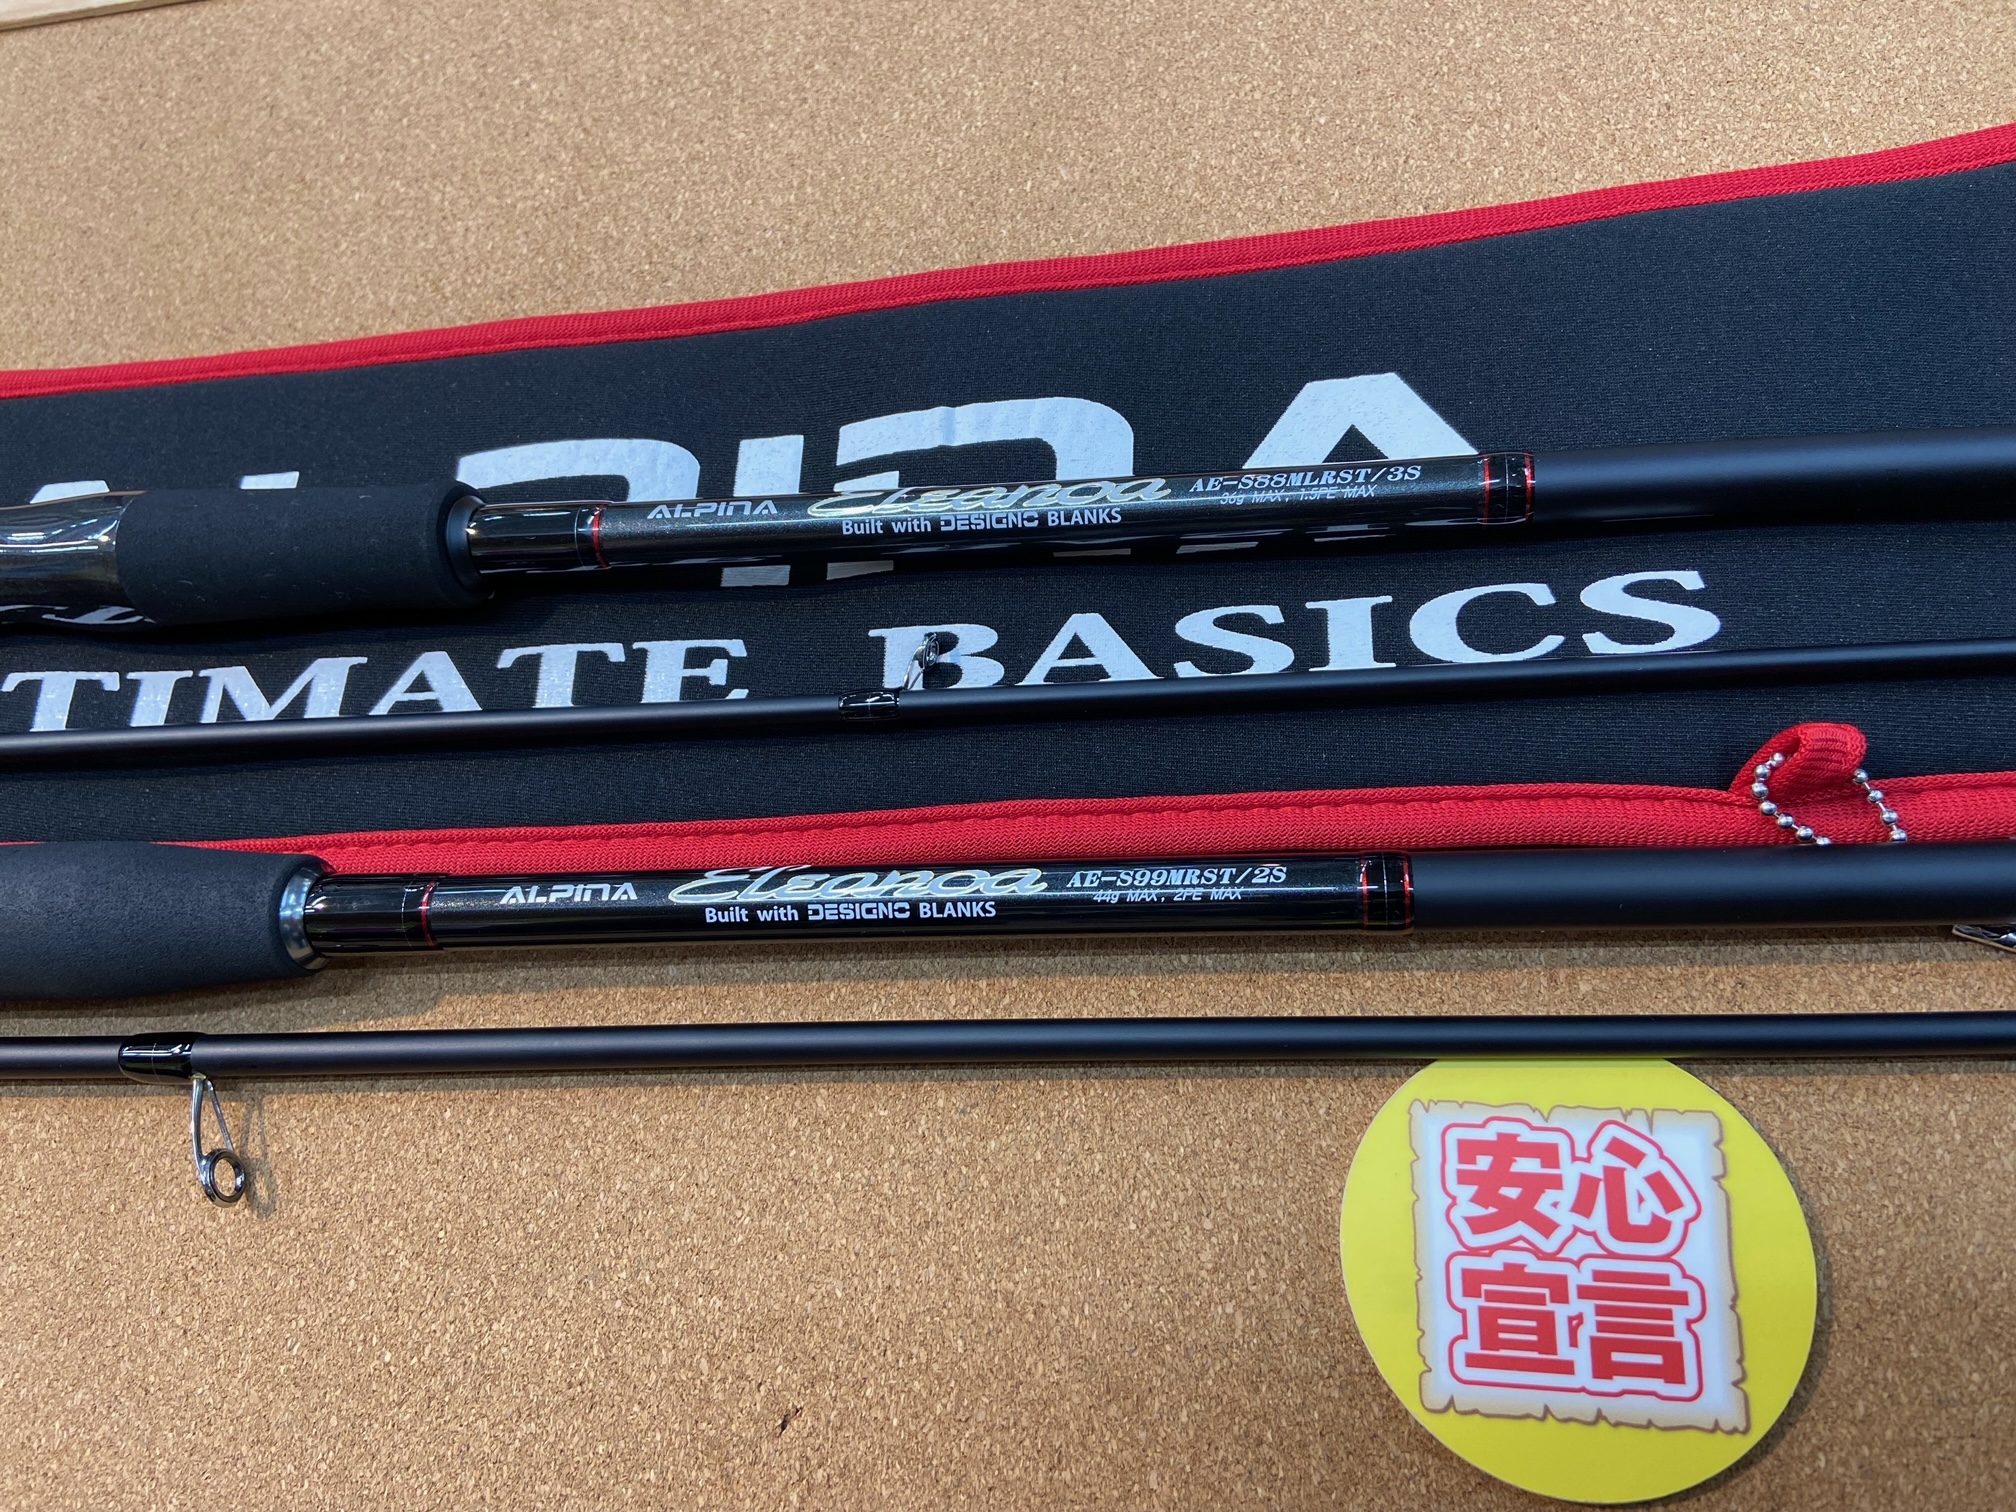 ALPINA
ALPINA Eleanoa AE-S88MLRST/3S
36g MAX, 1.5PE MAX
Built with DESIGNO BLANKS
TIMATE BASICS
ALPINA Eleanoa AE-S99MRST/2S
44g MAX, 2PE MAX
Built with DESIGNO BLANKS
安心
宣言